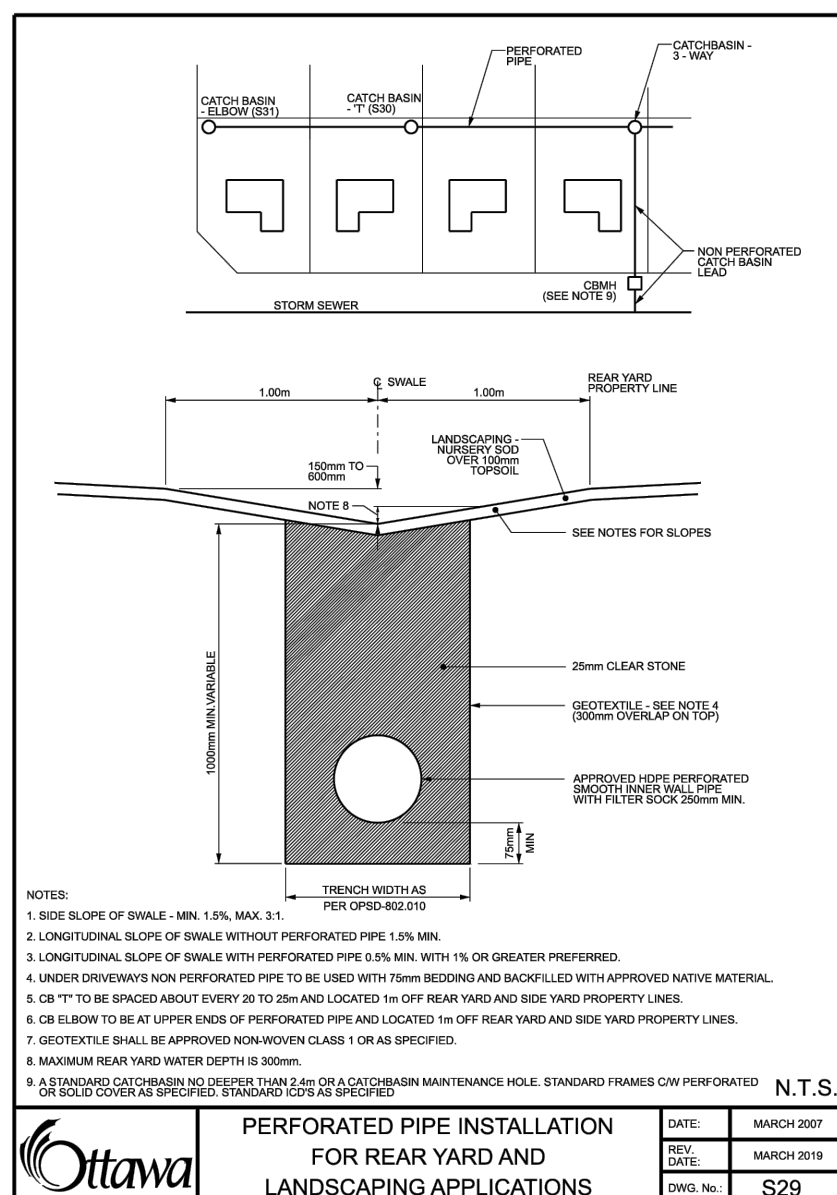 PERFORATED
PIPE
CATCHBASIN -
3 - WAY
CATCH BASIN
- ELBOW (S31)
CATCH BASIN
- 'T' (S30)
NON PERFORATED
CATCH BASIN
LEAD
CBMH
(SEE NOTE 9)
STORM SEWER
℄ SWALE
REAR YARD
PROPERTY LINE
1.00m
1.00m
LANDSCAPING -
NURSERY SOD
OVER 100mm
TOPSOIL
150mm TO
600mm
NOTE 8
SEE NOTES FOR SLOPES
1000mm MIN.VARIABLE
25mm CLEAR STONE
GEOTEXTILE - SEE NOTE 4
(300mm OVERLAP ON TOP)
APPROVED HDPE PERFORATED
SMOOTH INNER WALL PIPE
WITH FILTER SOCK 250mm MIN.
75mm
MIN
TRENCH WIDTH AS
PER OPSD-802.010
NOTES:
1. SIDE SLOPE OF SWALE - MIN. 1.5%, MAX. 3:1.
2. LONGITUDINAL SLOPE OF SWALE WITHOUT PERFORATED PIPE 1.5% MIN.
3. LONGITUDINAL SLOPE OF SWALE WITH PERFORATED PIPE 0.5% MIN. WITH 1% OR GREATER PREFERRED.
4. UNDER DRIVEWAYS NON PERFORATED PIPE TO BE USED WITH 75mm BEDDING AND BACKFILLED WITH APPROVED NATIVE MATERIAL.
5. CB "T" TO BE SPACED ABOUT EVERY 20 TO 25m AND LOCATED 1m OFF REAR YARD AND SIDE YARD PROPERTY LINES.
6. CB ELBOW TO BE AT UPPER ENDS OF PERFORATED PIPE AND LOCATED 1m OFF REAR YARD AND SIDE YARD PROPERTY LINES.
7. GEOTEXTILE SHALL BE APPROVED NON-WOVEN CLASS 1 OR AS SPECIFIED.
8. MAXIMUM REAR YARD WATER DEPTH IS 300mm.
9. A STANDARD CATCHBASIN NO DEEPER THAN 2.4m OR A CATCHBASIN MAINTENANCE HOLE. STANDARD FRAMES C/W PERFORATED
OR SOLID COVER AS SPECIFIED. STANDARD ICD'S AS SPECIFIED
N.T.S.
Ottawa
PERFORATED PIPE INSTALLATION
FOR REAR YARD AND
LANDSCAPING APPLICATIONS
DATE: MARCH 2007
REV.
DATE: MARCH 2019
DWG. No.: S29